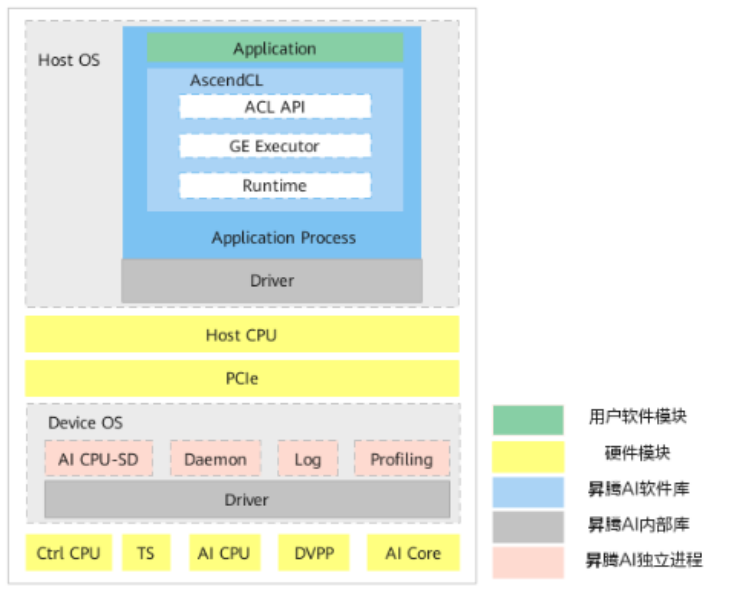 Host OS
Application
AscendCL
ACL API
GE Executor
Runtime
Application Process
Driver
Host CPU
PCIe
Device OS
AI CPU-SD
Daemon
Log
Profiling
Driver
Ctrl CPU
TS
AI CPU
DVPP
AI Core
用户软件模块
硬件模块
昇腾AI软件库
昇腾AI内部库
昇腾AI独立进程